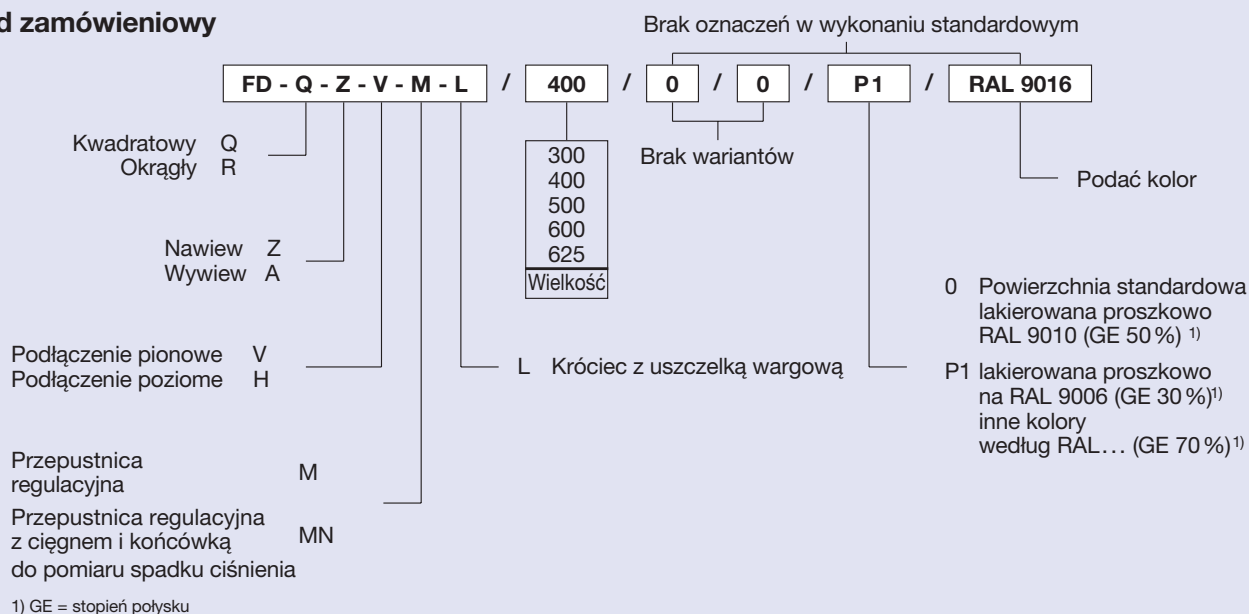 d zamówieniowy
Brak oznaczeń w wykonaniu standardowym
FD - Q - Z - V - M - L / 400 / 0 / 0 / P1 / RAL 9016
Kwadratowy Q
Okrągły R
300
400
500
600
625
Wielkość
Brak wariantów
Podać kolor
Nawiew Z
Wywiew A
0 Powierzchnia standardowa
lakierowana proszkowo
RAL 9010 (GE 50 %) 1)
Podłączenie pionowe V
Podłączenie poziome H
L Króciec z uszczelką wargową
P1 lakierowana proszkowo
na RAL 9006 (GE 30 %)1)
inne kolory
według RAL... (GE 70 %)1)
Przepustnica
regulacyjna M
Przepustnica regulacyjna
z cięgnem i końcówką MN
do pomiaru spadku ciśnienia
1) GE = stopień połysku